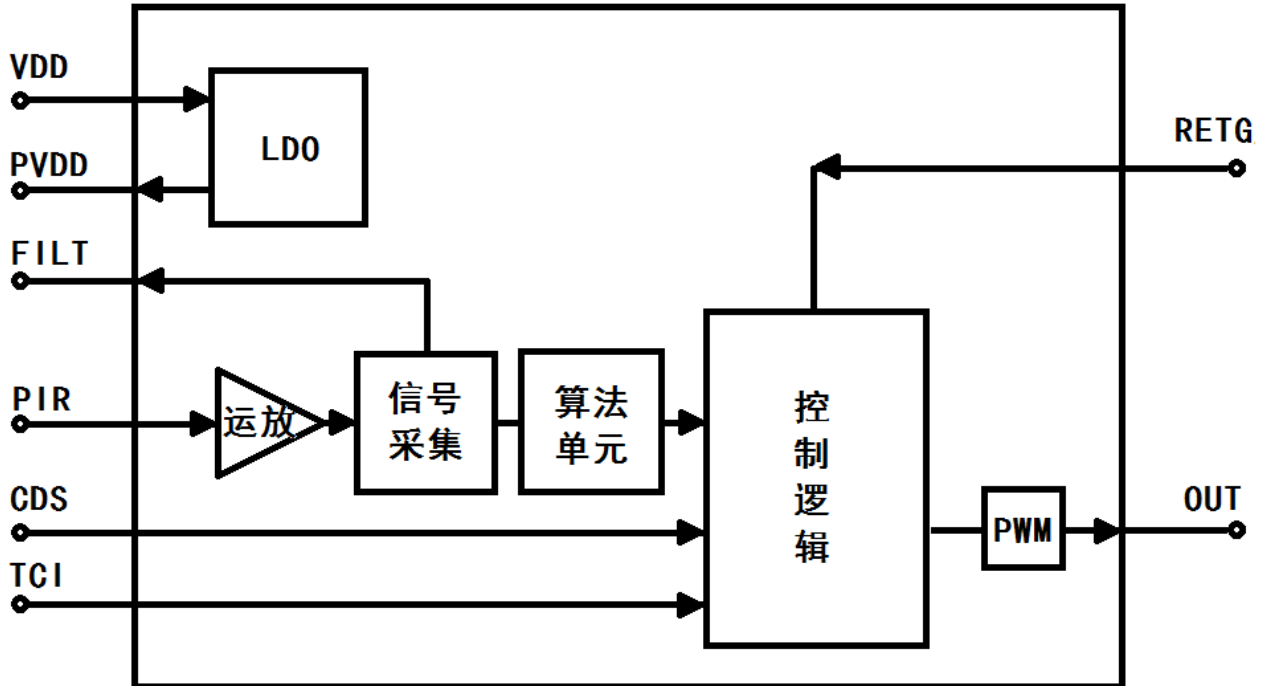 VDD
LDO
PVDD
RETG
FILT
PIR
运放
信号
采集
算法
单元
控
制
逻
辑
CDS
PWM
OUT
TCI